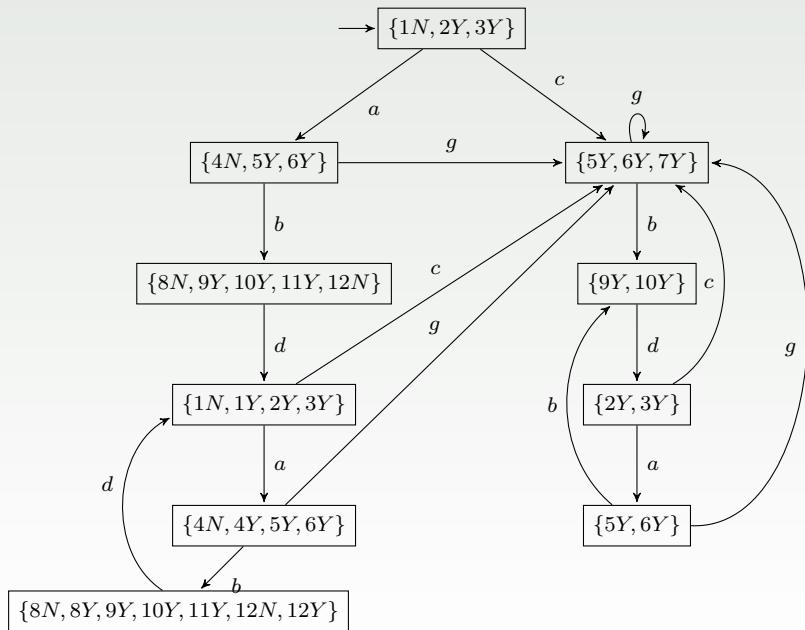 {1N, 2Y, 3Y}
c
a
g
{4N, 5Y, 6Y}
g
{5Y, 6Y, 7Y}
b
b
{8N, 9Y, 10Y, 11Y, 12N}
c
{9Y, 10Y}
c
g
d
d
g
{1N, 1Y, 2Y, 3Y}
{2Y, 3Y}
b
a
a
d
{4N, 4Y, 5Y, 6Y}
{5Y, 6Y}
b
{8N, 8Y, 9Y, 10Y, 11Y, 12N, 12Y}